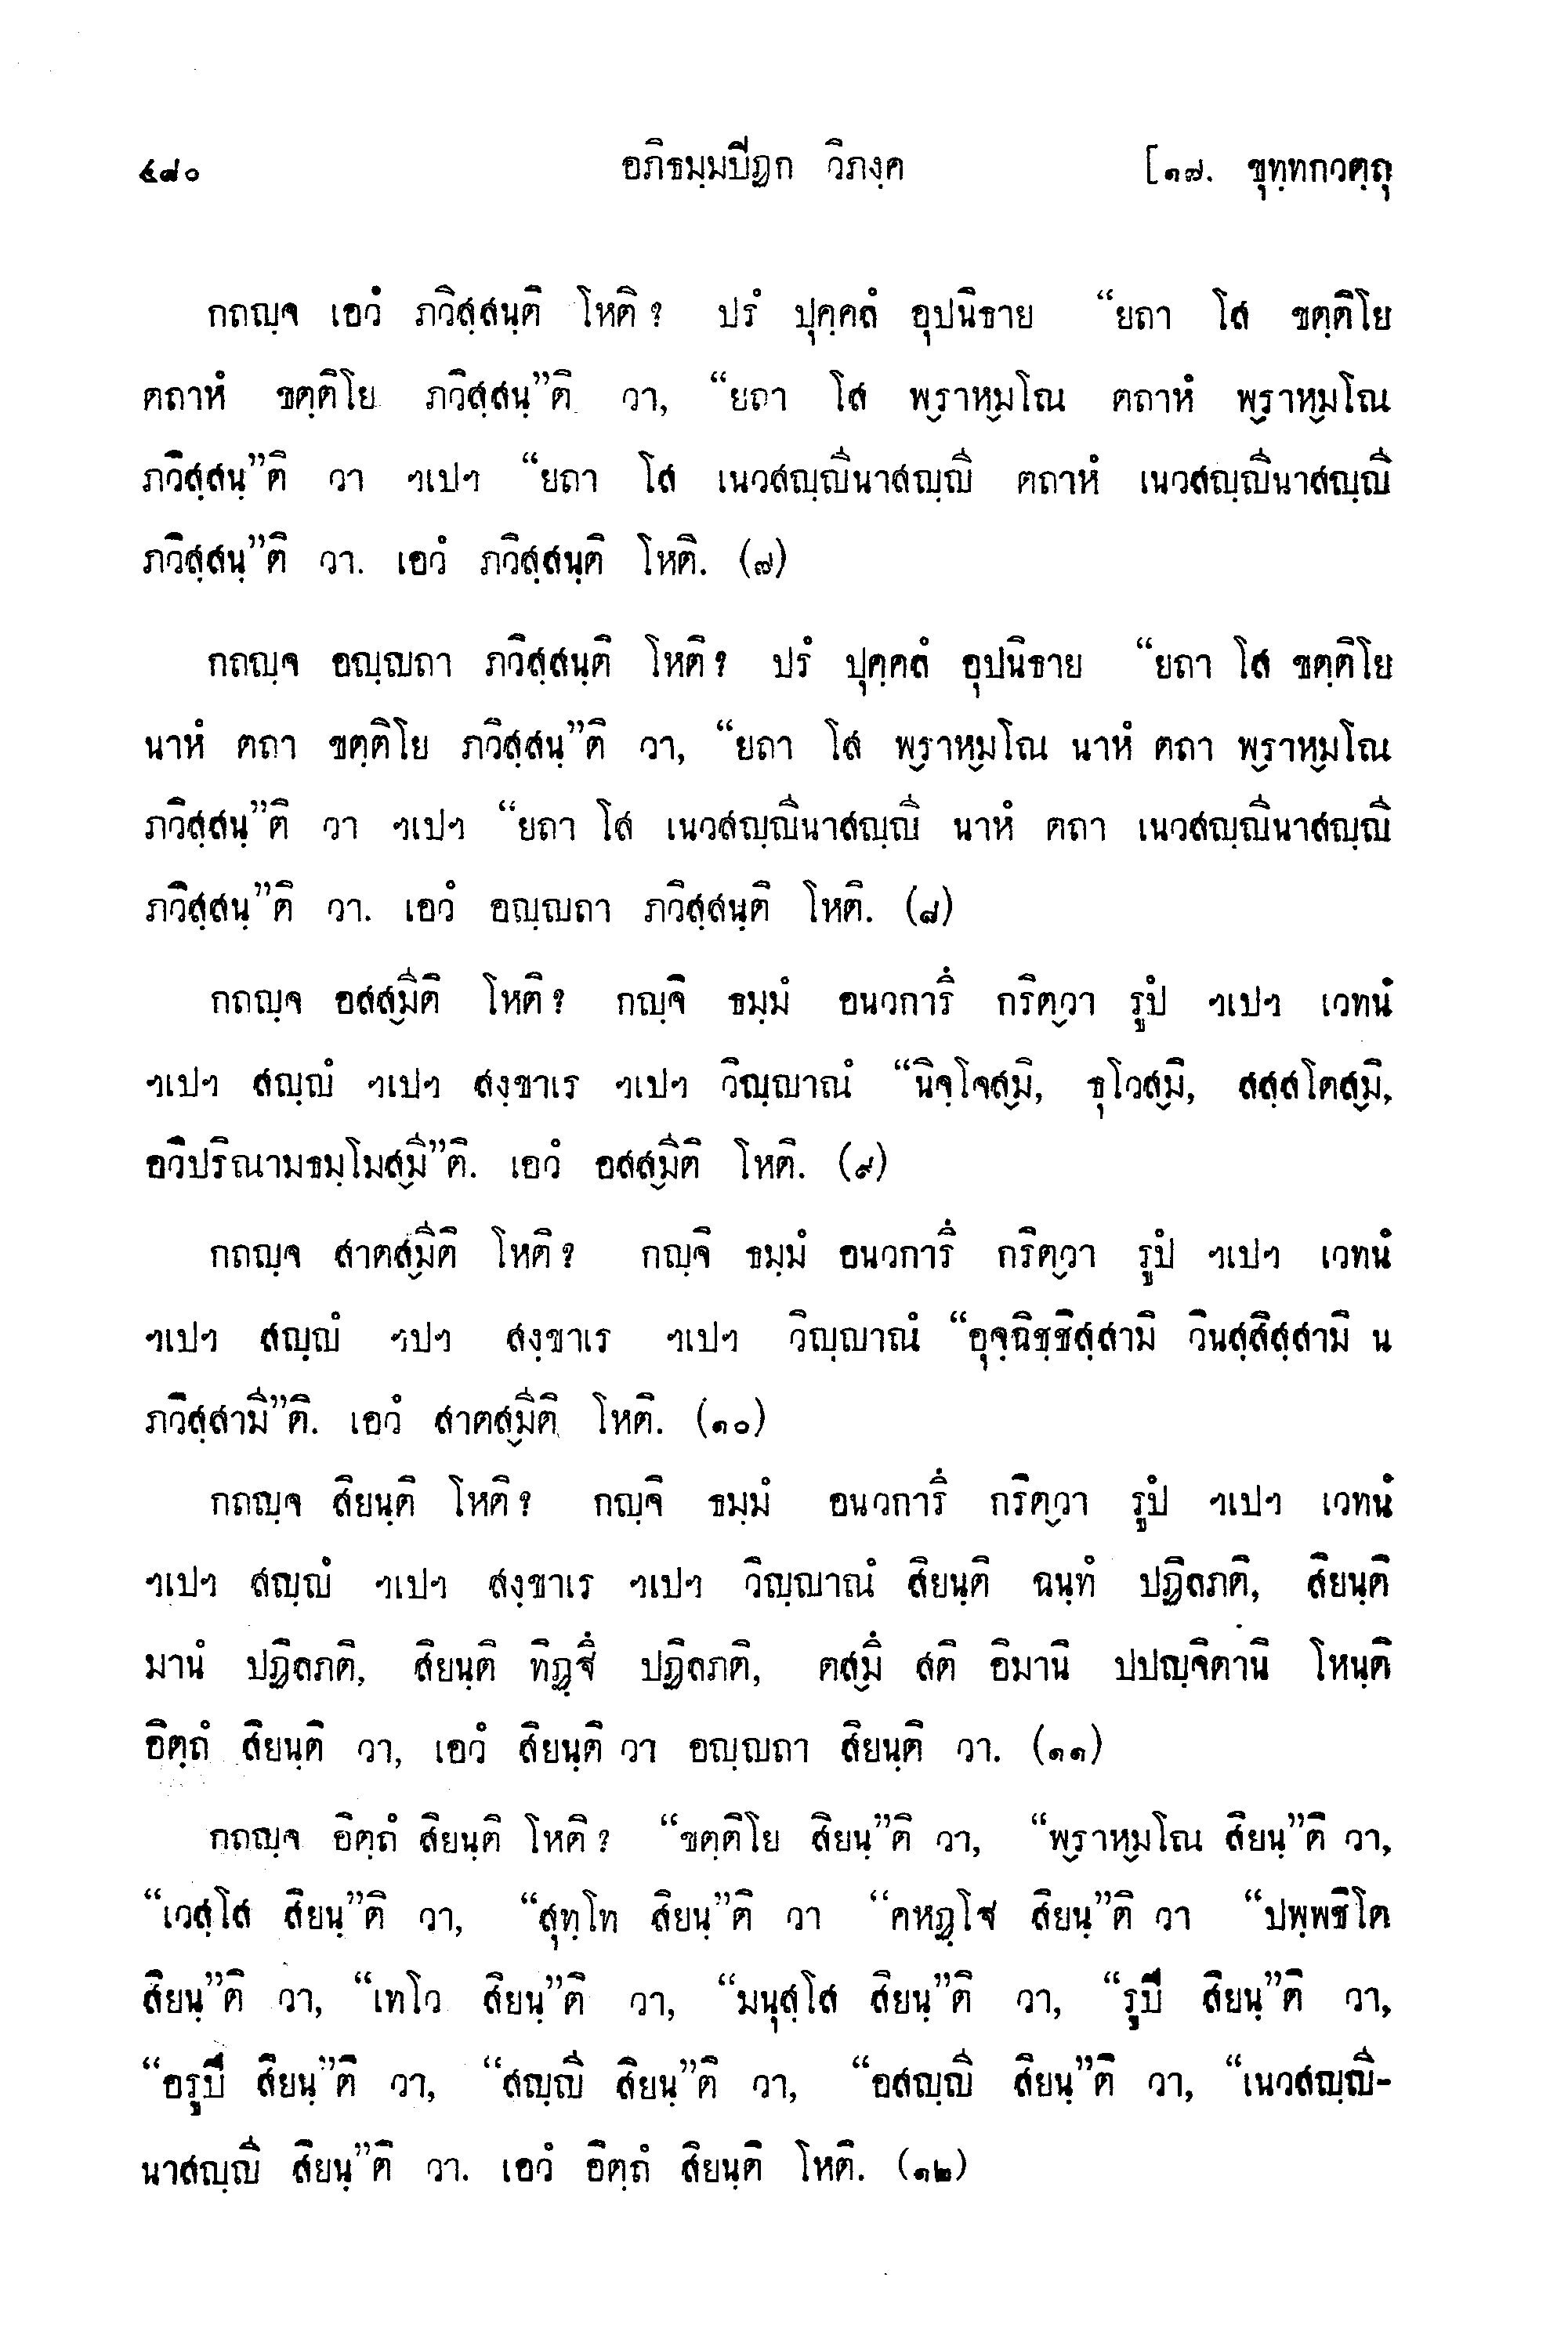 ๔๘๐ อภิธมฺมปิฏก วิภงฺค [๑๗. ขุทฺทกวตฺถุ
กถญฺจ เอวํ ภวิสฺสนฺติ โหติ? ปรํ ปุคฺคลํ อุปนิธาย “ยถา โส ขตฺติโย
ตถาหํ ขตฺติโย ภวิสฺสนฺ”ติ วา, “ยถา โส พฺราหฺมโณ ตถาหํ พฺราหฺมโณ
ภวิสฺสนฺ”ติ วา ฯเปฯ “ยถา โส เนวสญฺญินาสญฺญี ตถาหํ เนวสญฺญินาสญฺญี
ภวิสฺสนฺ”ติ วา. เอวํ ภวิสฺสนฺติ โหติ. (๗)
กถญฺจ อญฺญถา ภวิสฺสนฺติ โหติ? ปรํ ปุคฺคลํ อุปนิธาย “ยถา โส ขตฺติโย
นาหํ ตถา ขตฺติโย ภวิสฺสนฺ”ติ วา, “ยถา โส พฺราหฺมโณ นาหํ ตถา พฺราหฺมโณ
ภวิสฺสนฺ”ติ วา ฯเปฯ “ยถา โส เนวสญฺญินาสญฺญี นาหํ ตถา เนวสญฺญินาสญฺญี
ภวิสฺสนฺ”ติ วา. เอวํ อญฺญถา ภวิสฺสนฺติ โหติ. (๘)
กถญฺจ อสสฺมีติ โหติ? กญฺจิ ธมฺมํ อนวการึ กริตฺวา รูปํ ฯเปฯ เวทนํ
ฯเปฯ สญฺญํ ฯเปฯ สงฺขาเร ฯเปฯ วิญฺญาณํ “นิจฺโจสฺมิ, ธุโวสฺมิ, สสฺสโตสฺมิ,
อวิปริณามธมฺโมสฺมี”ติ. เอวํ อสสฺมีติ โหติ. (๙)
กถญฺจ สาตสฺมีติ โหติ? กญฺจิ ธมฺมํ อนวการึ กริตฺวา รูปํ ฯเปฯ เวทนํ
ฯเปฯ สญฺญํ ฯปฯ สงฺขาเร ฯเปฯ วิญฺญาณํ “อุจฺฉิชฺชิสฺสามิ วินสฺสิสฺสามิ น
ภวิสฺสามี”ติ. เอวํ สาตสฺมีติ โหติ. (๑๐)
กถญฺจ สิยนฺติ โหติ? กญฺจิ ธมฺมํ อนวการึ กริตฺวา รูปํ ฯเปฯ เวทนํ
ฯเปฯ สญฺญํ ฯเปฯ สงฺขาเร ฯเปฯ วิญฺญาณํ สิยนฺติ ฉนฺทํ ปฏิลภติ, สิยนฺติ
มานํ ปฏิลภติ, สิยนฺติ ทิฏฺฐึ ปฏิลภติ, ตสฺมึ สติ อิมานิ ปปญฺจิตานิ โหนฺติ
อิตฺถํ สิยนฺติ วา, เอวํ สิยนฺติ วา อญฺญถา สิยนฺติ วา. (๑๑)
กถญฺจ อิตฺถํ สิยนฺติ โหติ? “ขตฺติโย สิยนฺ”ติ วา, “พฺราหฺมโณ สิยนฺ”ติ วา,
“เวสฺโส สิยนฺ”ติ วา, “สุทฺโท สิยนฺ”ติ วา “คหฏฺโฐ สิยนฺ”ติ วา “ปพฺพชิโต
สิยนฺ”ติ วา, “เทโว สิยนฺ”ติ วา, “มนุสฺโส สิยนฺ”ติ วา, “รูปี สิยนฺ”ติ วา,
“อรูปี สิยนฺ”ติ วา, “สญฺญี สิยนฺ”ติ วา, “อสญฺญี สิยนฺ”ติ วา, “เนวสญฺญิ-
นาสญฺญี สิยนฺ”ติ วา. เอวํ อิตฺถํ สิยนฺติ โหติ. (๑๒)